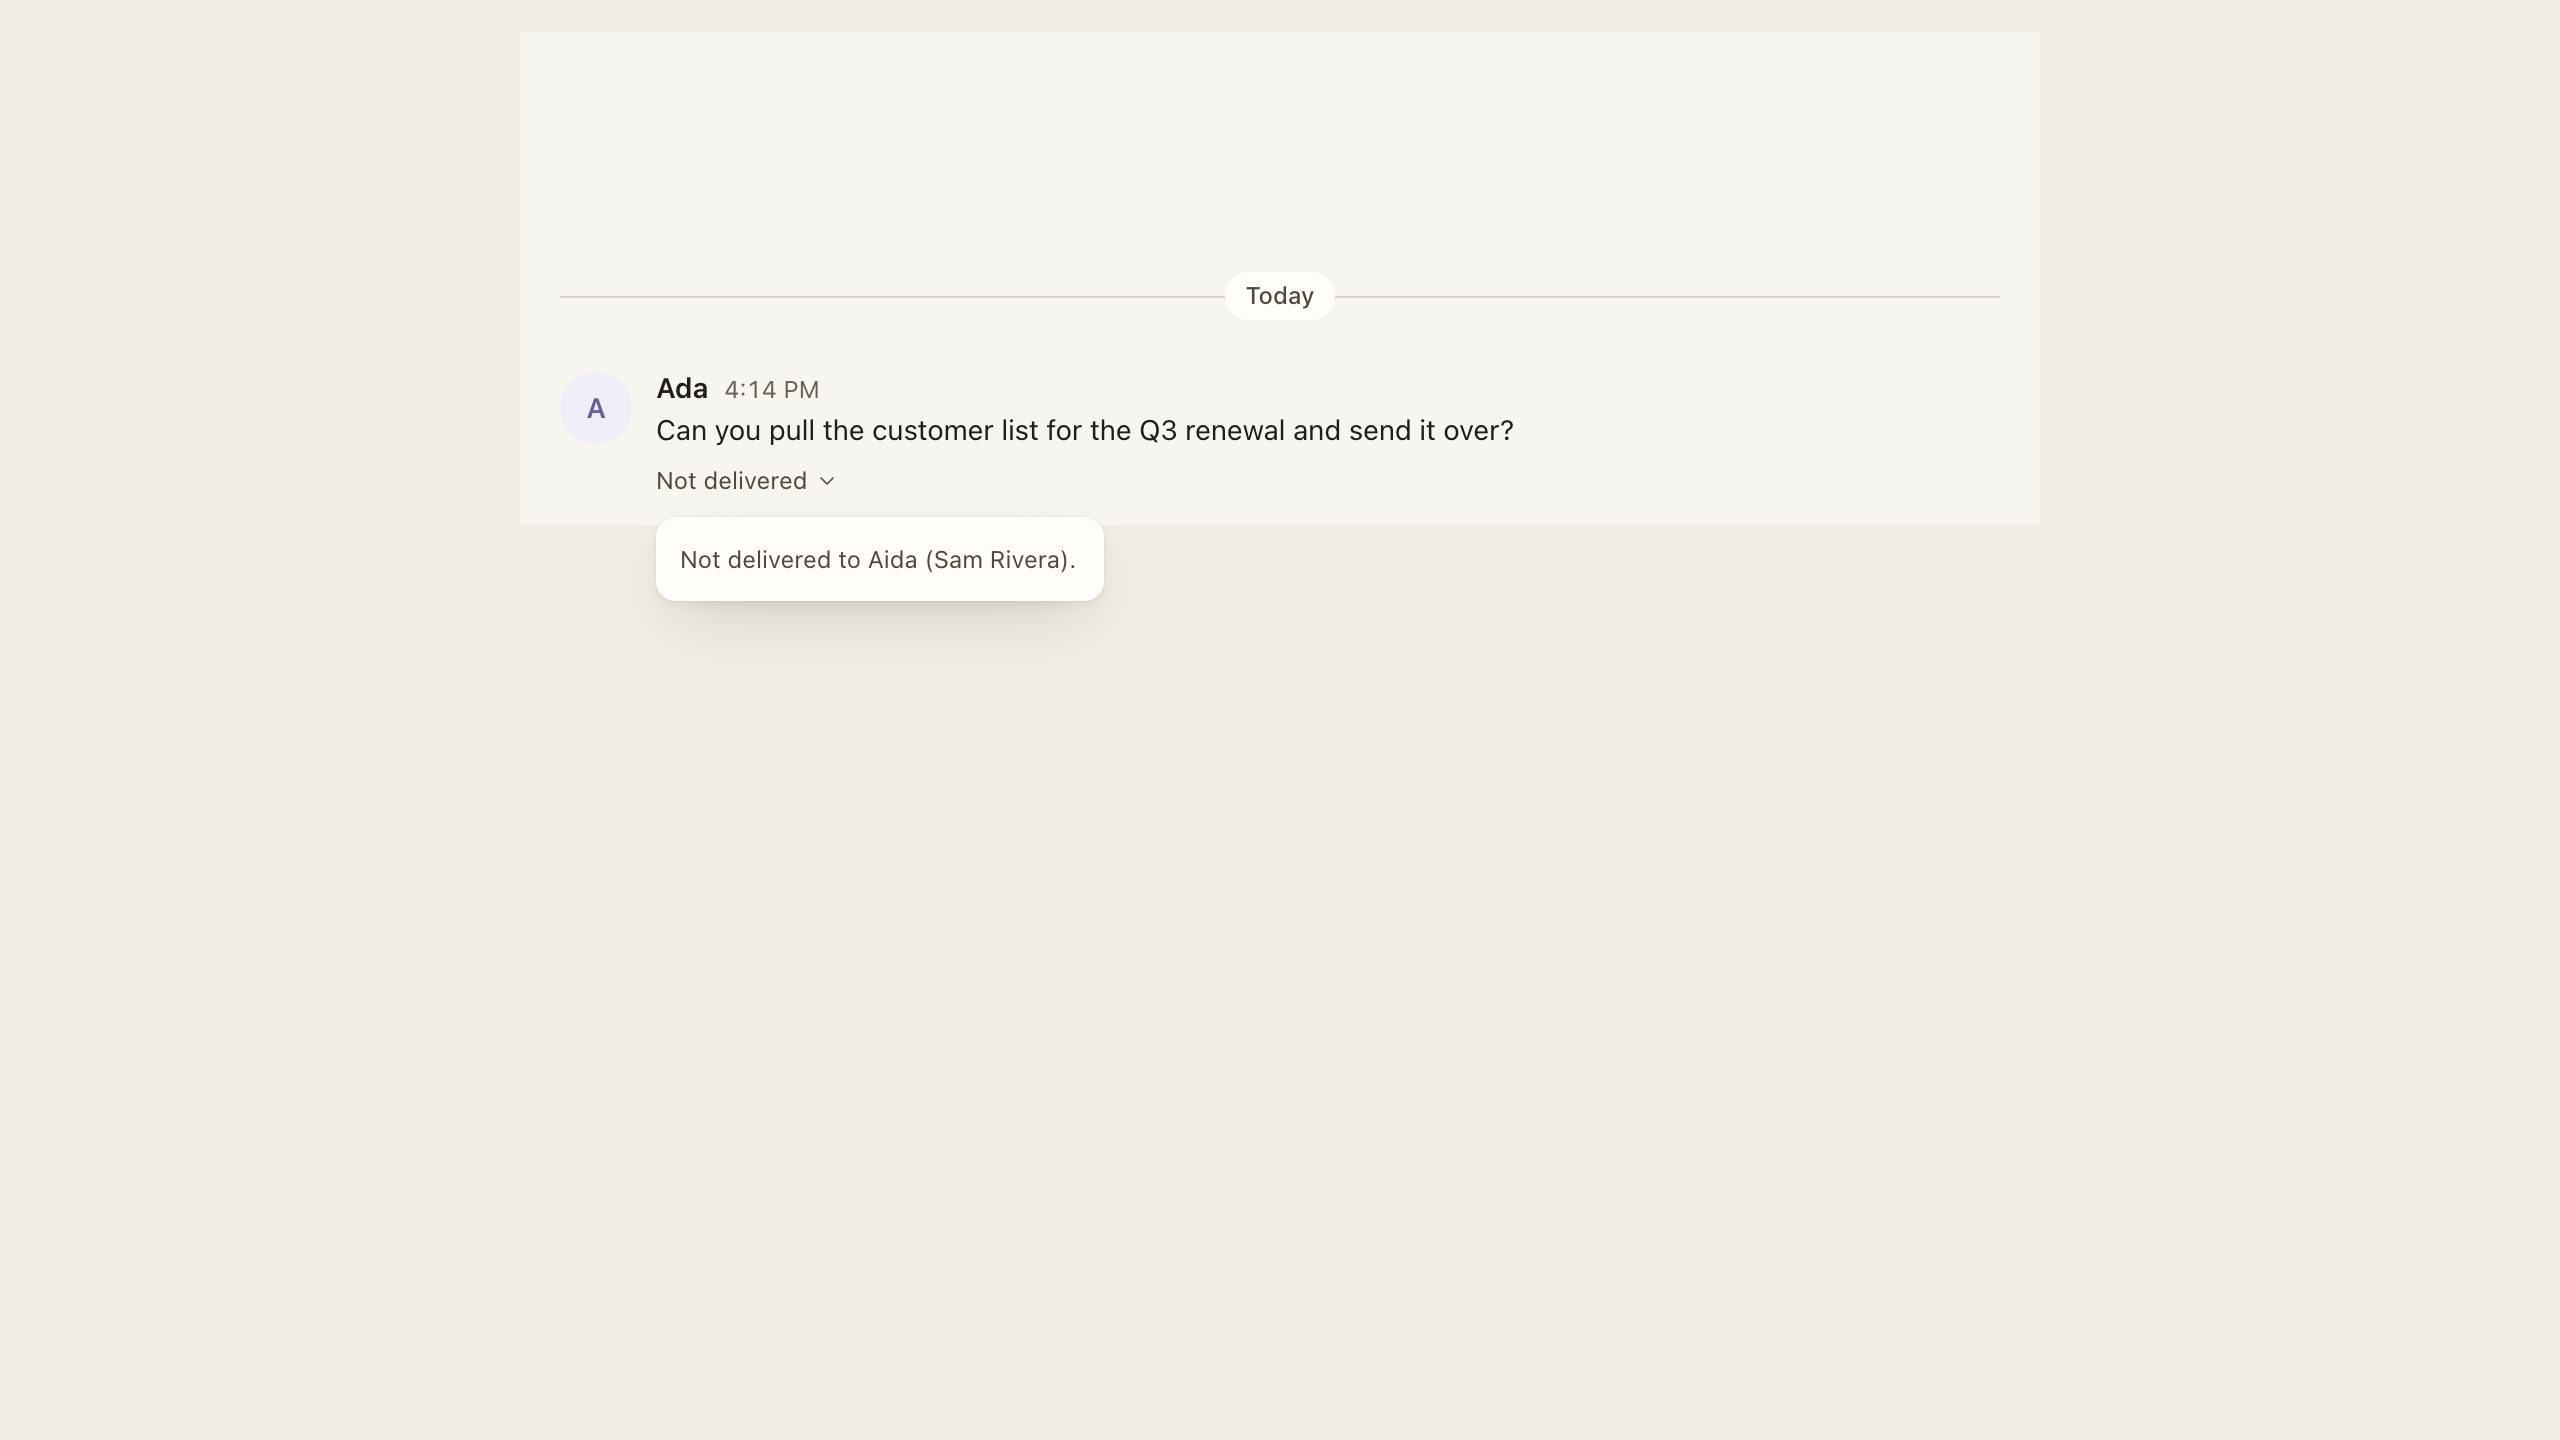 Today
A
Ada 4:14 PM
Can you pull the customer list for the Q3 renewal and send it over?
Not delivered
Not delivered to Aida (Sam Rivera).